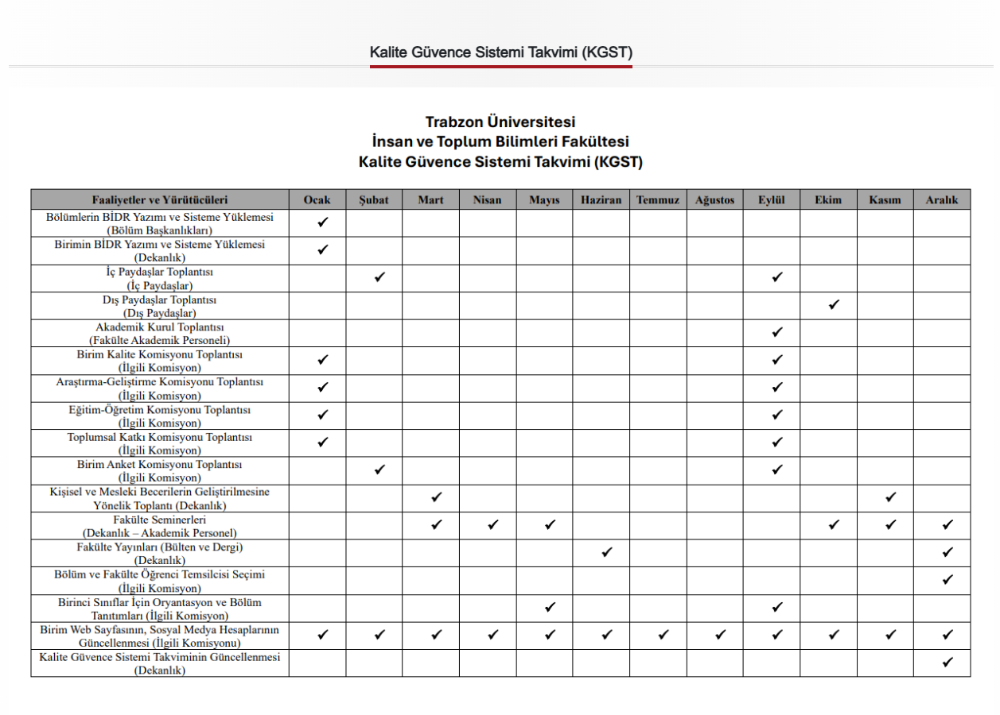 Kalite Güvence Sistemi Takvimi (KGST)
Trabzon Üniversitesi
İnsan ve Toplum Bilimleri Fakültesi
Kalite Güvence Sistemi Takvimi (KGST)
Faaliyetler ve Yürütücüleri Ocak Şubat Mart Nisan Mayıs Haziran Temmuz Ağustos Eylül Ekim Kasım Aralık
Bölümlerin BİDR Yazımı ve Sisteme Yüklemesi
(Bölüm Başkanlıkları) ✓
Birimin BİDR Yazımı ve Sisteme Yüklemesi
(Dekanlık) ✓
İç Paydaşlar Toplantısı
(İç Paydaşlar) ✓ ✓
Dış Paydaşlar Toplantısı
(Dış Paydaşlar) ✓
Akademik Kurul Toplantısı
(Fakülte Akademik Personeli) ✓
Birim Kalite Komisyonu Toplantısı
(İlgili Komisyon) ✓ ✓
Araştırma-Geliştirme Komisyonu Toplantısı
(İlgili Komisyon) ✓ ✓
Eğitim-Öğretim Komisyonu Toplantısı
(İlgili Komisyon) ✓ ✓
Toplumsal Katkı Komisyonu Toplantısı
(İlgili Komisyon) ✓ ✓
Birim Anket Komisyonu Toplantısı
(İlgili Komisyon) ✓ ✓
Kişisel ve Mesleki Becerilerin Geliştirilmesine
Yönelik Toplantı (Dekanlık) ✓ ✓
Fakülte Seminerleri
(Dekanlık – Akademik Personel) ✓ ✓ ✓ ✓ ✓ ✓
Fakülte Yayınları (Bülten ve Dergi)
(Dekanlık) ✓ ✓
Bölüm ve Fakülte Öğrenci Temsilcisi Seçimi
(İlgili Komisyon) ✓
Birinci Sınıflar İçin Oryantasyon ve Bölüm
Tanıtımları (İlgili Komisyon) ✓ ✓
Birim Web Sayfasının, Sosyal Medya Hesaplarının
Güncellenmesi (İlgili Komisyonu) ✓ ✓ ✓ ✓ ✓ ✓ ✓ ✓ ✓ ✓ ✓ ✓
Kalite Güvence Sistemi Takviminin Güncellenmesi
(Dekanlık) ✓